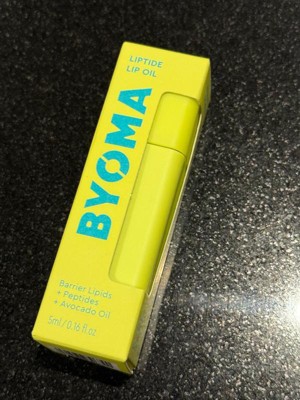 LIPTIDE
LIP OIL
BYOMA
Barrier Lipids
+ Peptides
+ Avocado Oil
5ml / 0.16 fl.oz